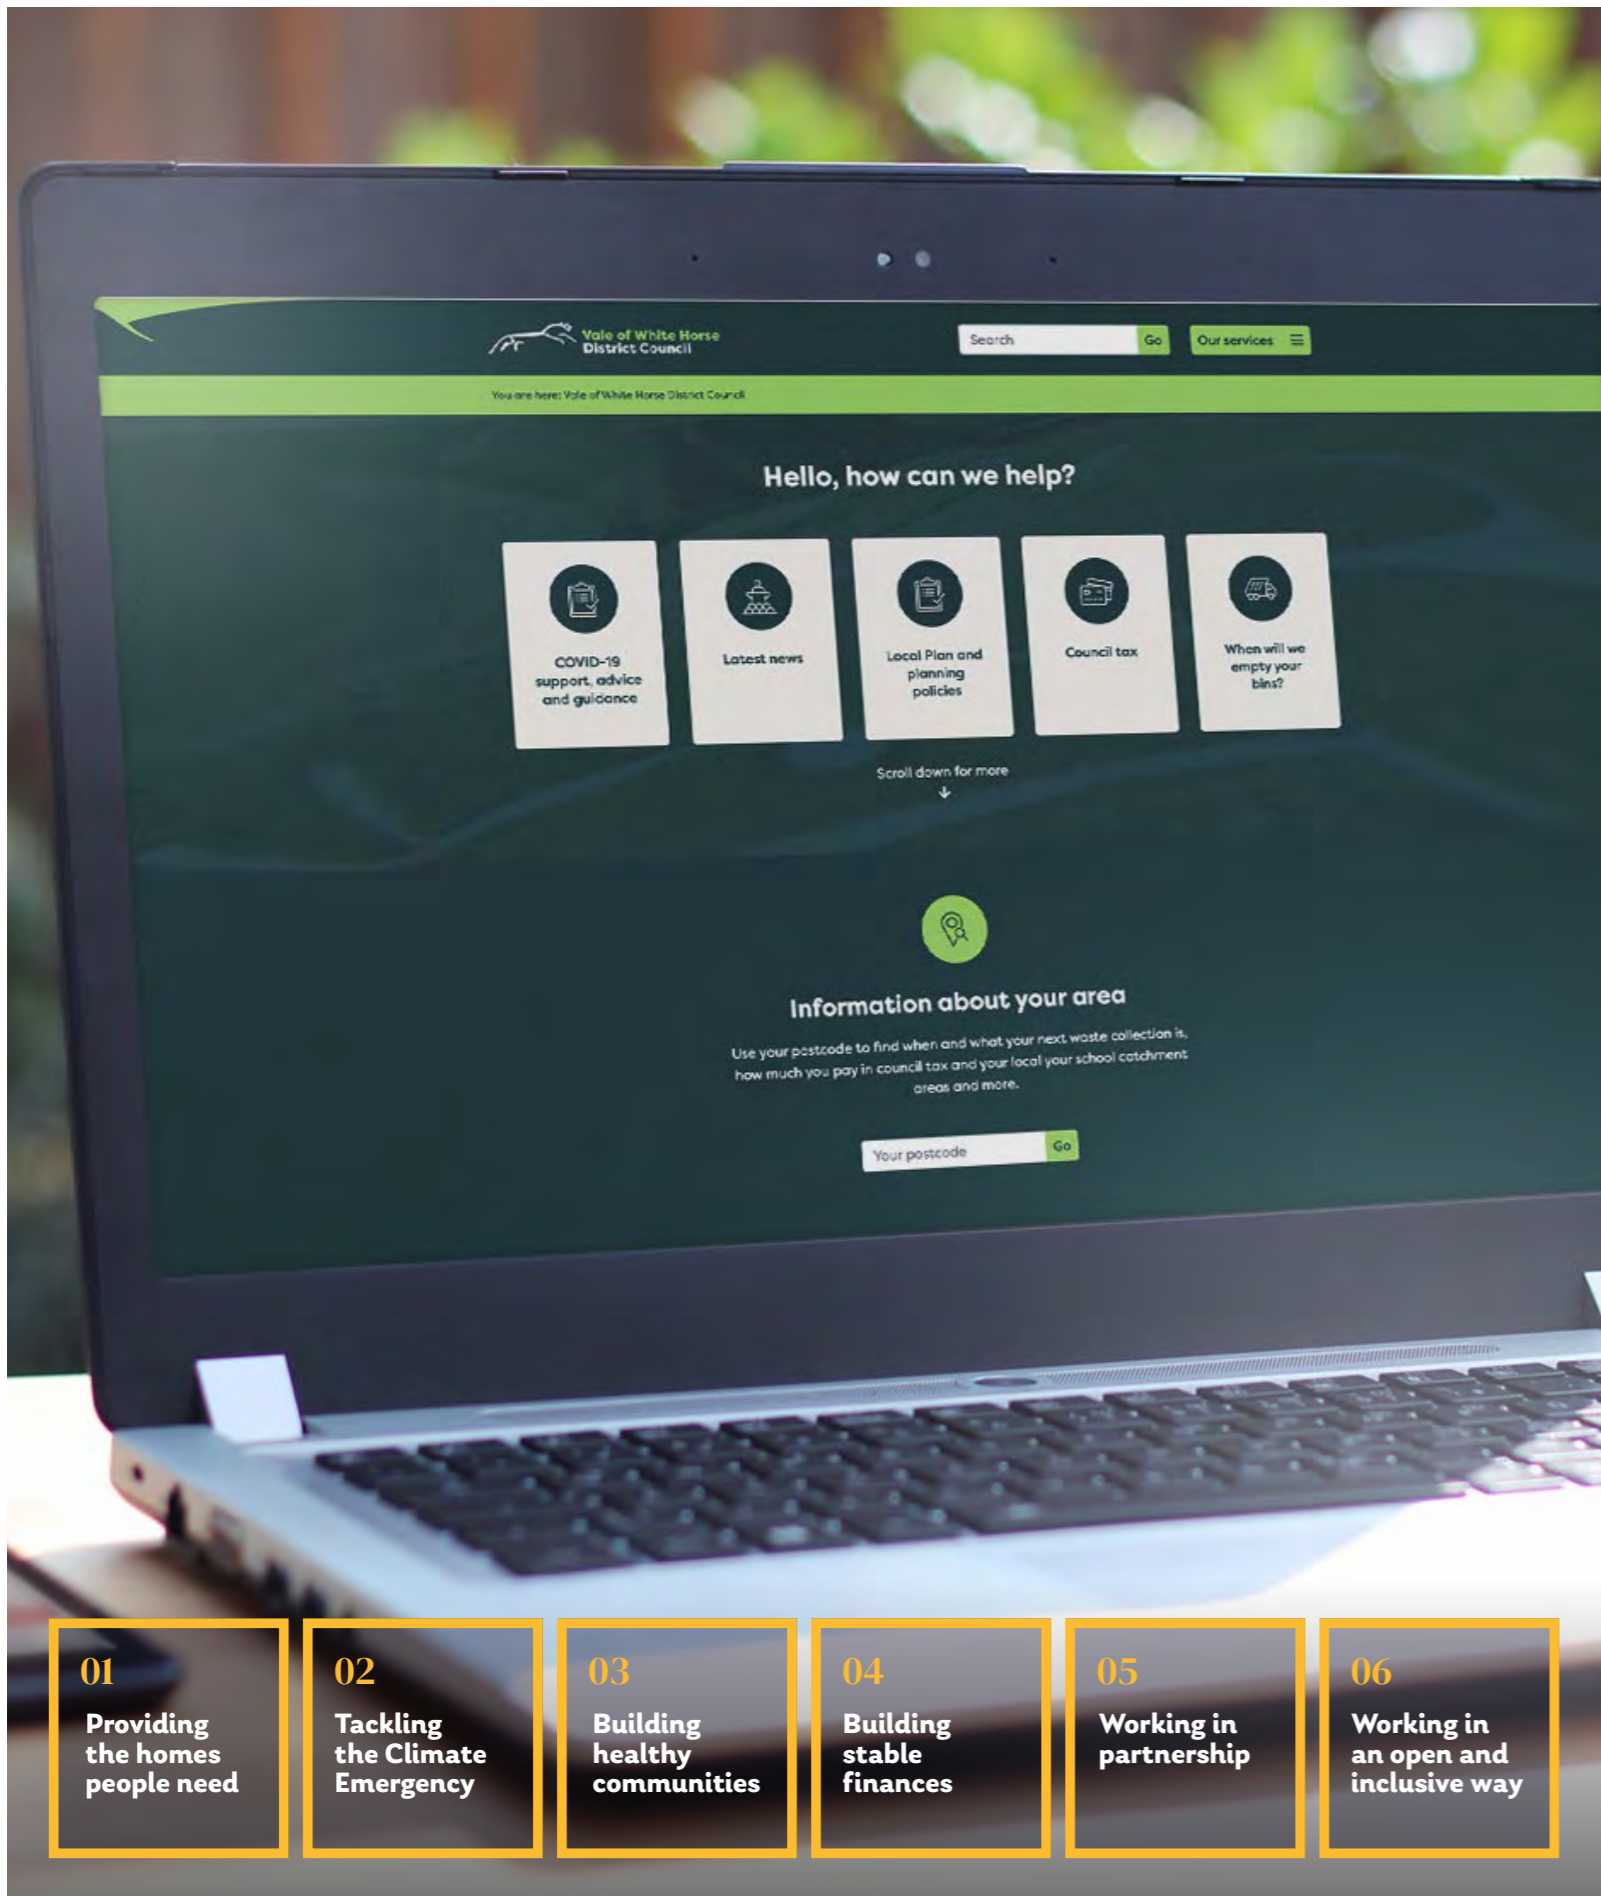 Vale of White Horse
District Council
Search
Go
Our services
You are here: Vale of White Horse District Council
Hello, how can we help?
COVID-19
support, advice
and guidance
Latest news
Local Plan and
planning
policies
Council tax
When will we
empty your
bins?
Scroll down for more
Information about your area
Use your postcode to find when and what your next waste collection is,
how much you pay in council tax and your local your school catchment
areas and more.
Your postcode
Go
01
Providing
the homes
people need
02
Tackling
the Climate
Emergency
03
Building
healthy
communities
04
Building
stable
finances
05
Working in
partnership
06
Working in
an open and
inclusive way